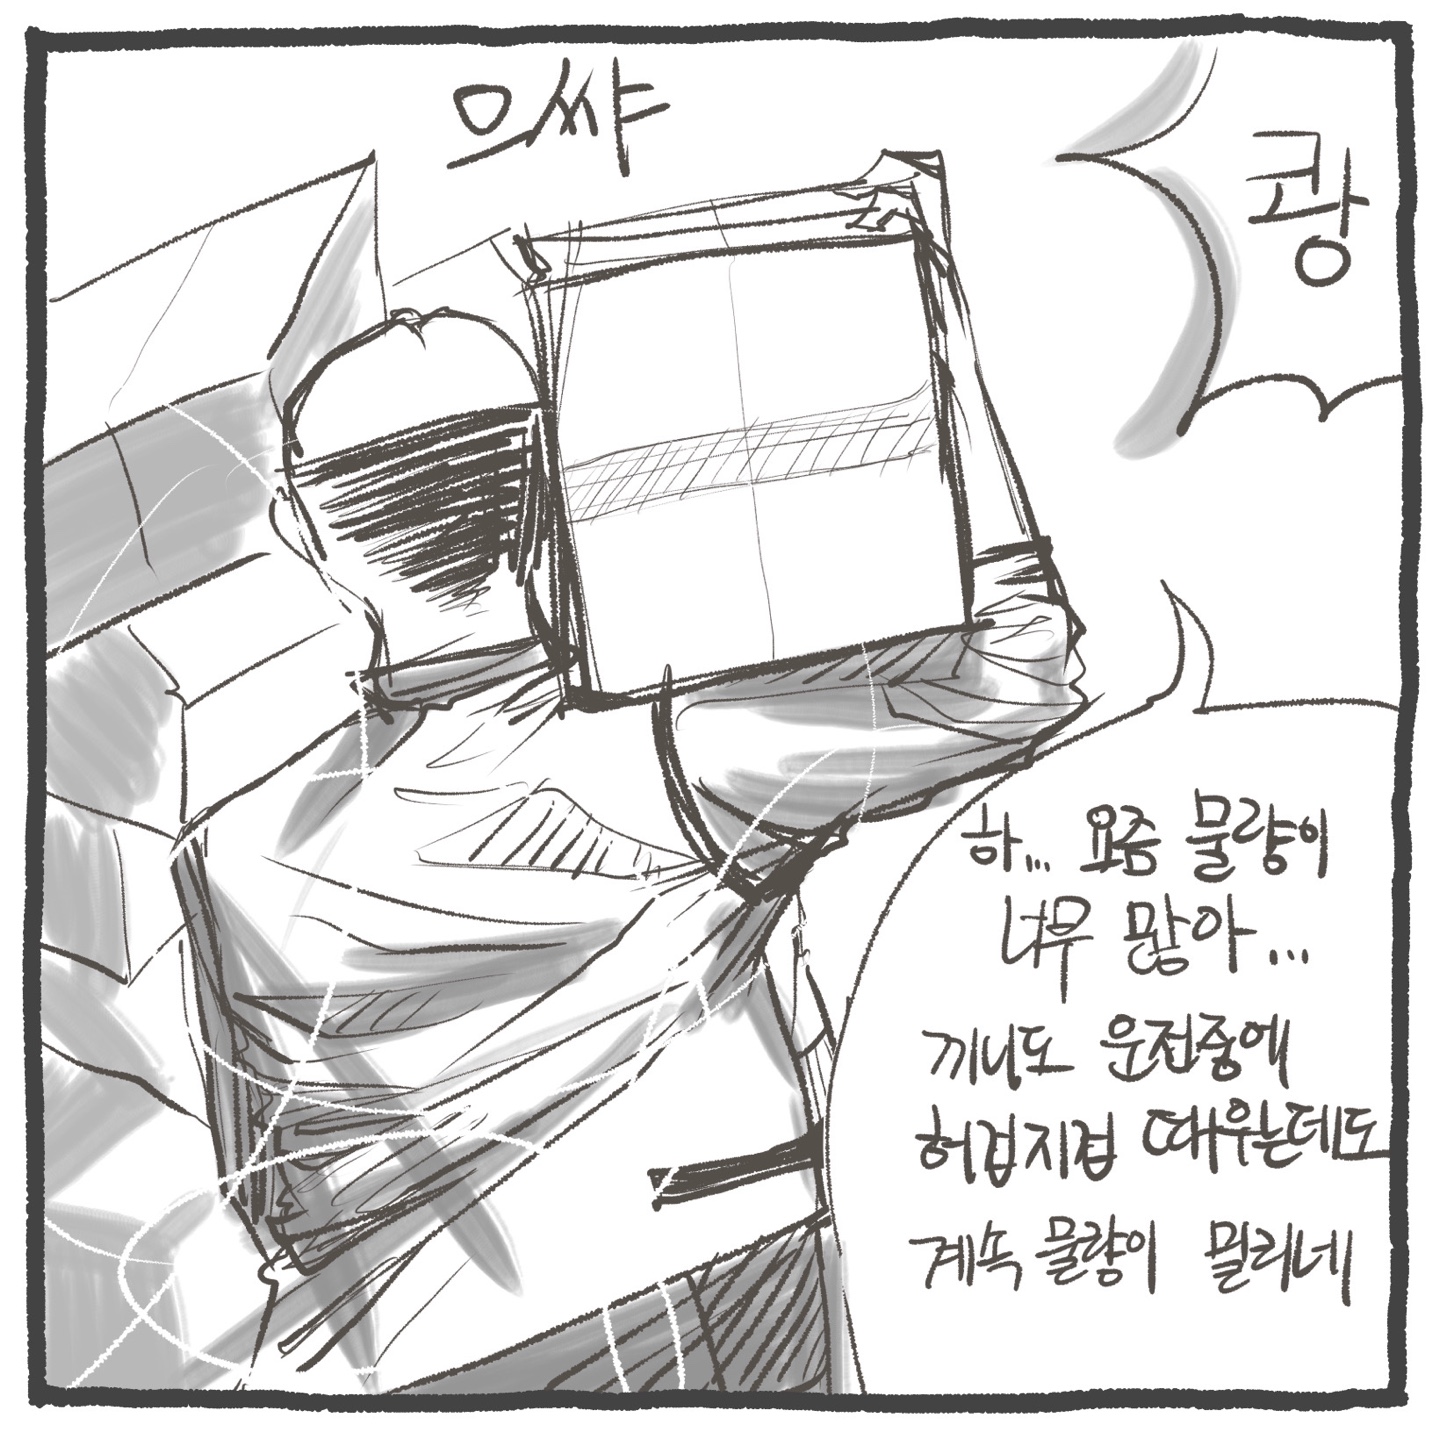 으쌰
쾅
하... 요즘 물량이
너무 많아...
끼니도 운전중에
허겁지겁 때우는데도
계속 물량이 밀리네